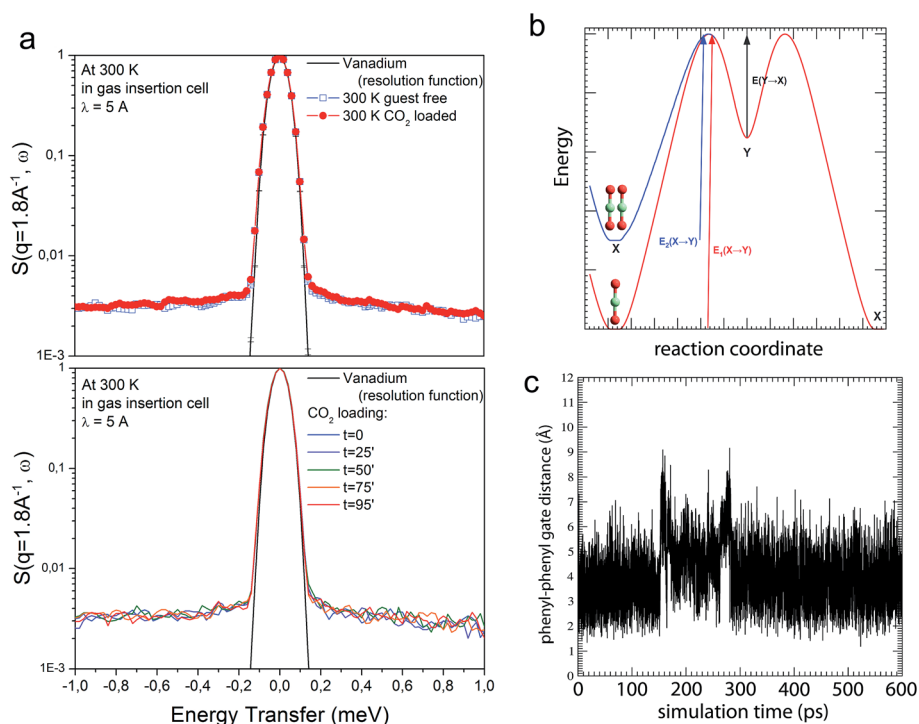 a
1
At 300 K
in gas insertion cell
λ = 5 A
Vanadium
(resolution function)
300 K guest free
300 K CO₂ loaded
0,1
0,01
1E-3
S(q=1.8A⁻¹, ω)
1
At 300 K
in gas insertion cell
λ = 5 A
Vanadium
(resolution function)
CO₂ loading:
t=0
t=25'
t=50'
t=75'
t=95'
0,1
0,01
1E-3
S(q=1.8A⁻¹, ω)
-1,0 -0,8 -0,6 -0,4 -0,2 0,0 0,2 0,4 0,6 0,8 1,0
Energy Transfer (meV)
b
Energy
E(Y→X)
Y
X
E₂(X→Y)
E₁(X→Y)
X
reaction coordinate
c
12
11
10
9
8
7
6
5
4
3
2
1
0
phenyl-phenyl gate distance (Å)
0 100 200 300 400 500 600
simulation time (ps)